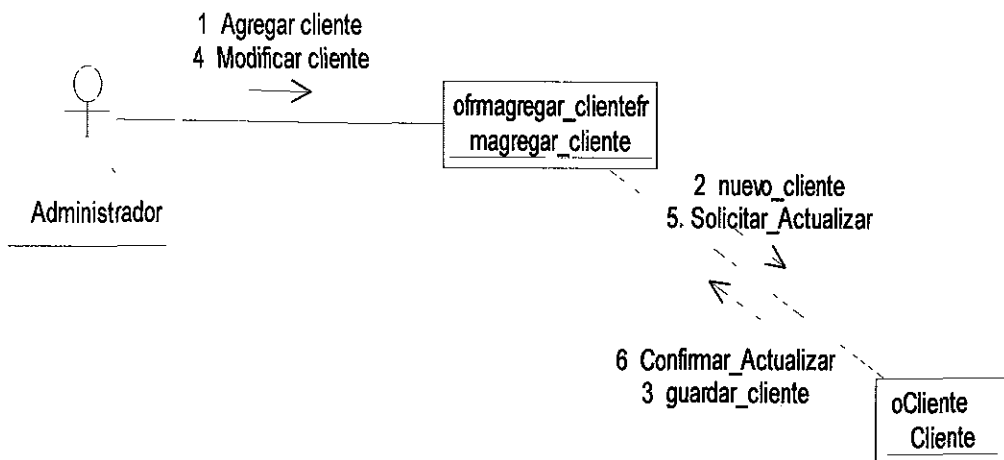 1 Agregar cliente
4 Modificar cliente
ofrmagregar_clientefr
magregar_cliente
Administrador
2 nuevo_cliente
5. Solicitar_Actualizar
6 Confirmar_Actualizar
3 guardar_cliente
oCliente
Cliente